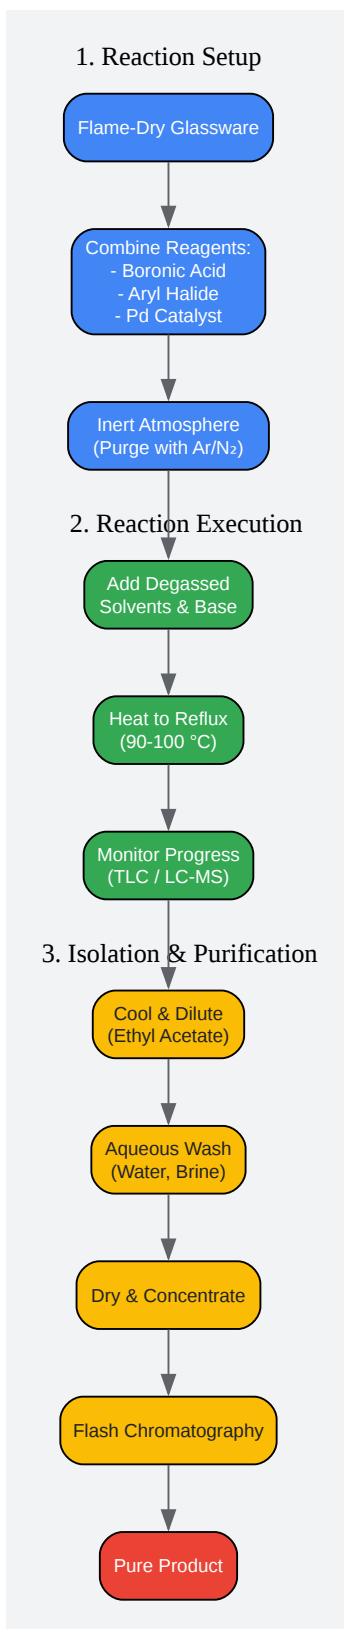 1. Reaction Setup
Flame-Dry Glassware
Combine Reagents:
- Boronic Acid
- Aryl Halide
- Pd Catalyst
Inert Atmosphere
(Purge with Ar/N₂)
2. Reaction Execution
Add Degassed
Solvents & Base
Heat to Reflux
(90-100 °C)
Monitor Progress
(TLC / LC-MS)
3. Isolation & Purification
Cool & Dilute
(Ethyl Acetate)
Aqueous Wash
(Water, Brine)
Dry & Concentrate
Flash Chromatography
Pure Product